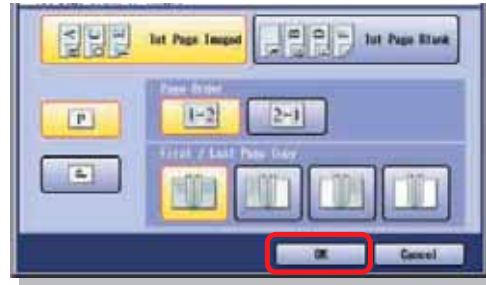 A C E 1st Page Imaged B D F 1st Page Blank
Page Order
P 1-2 2-1
First / Last Page Copy
OK Cancel